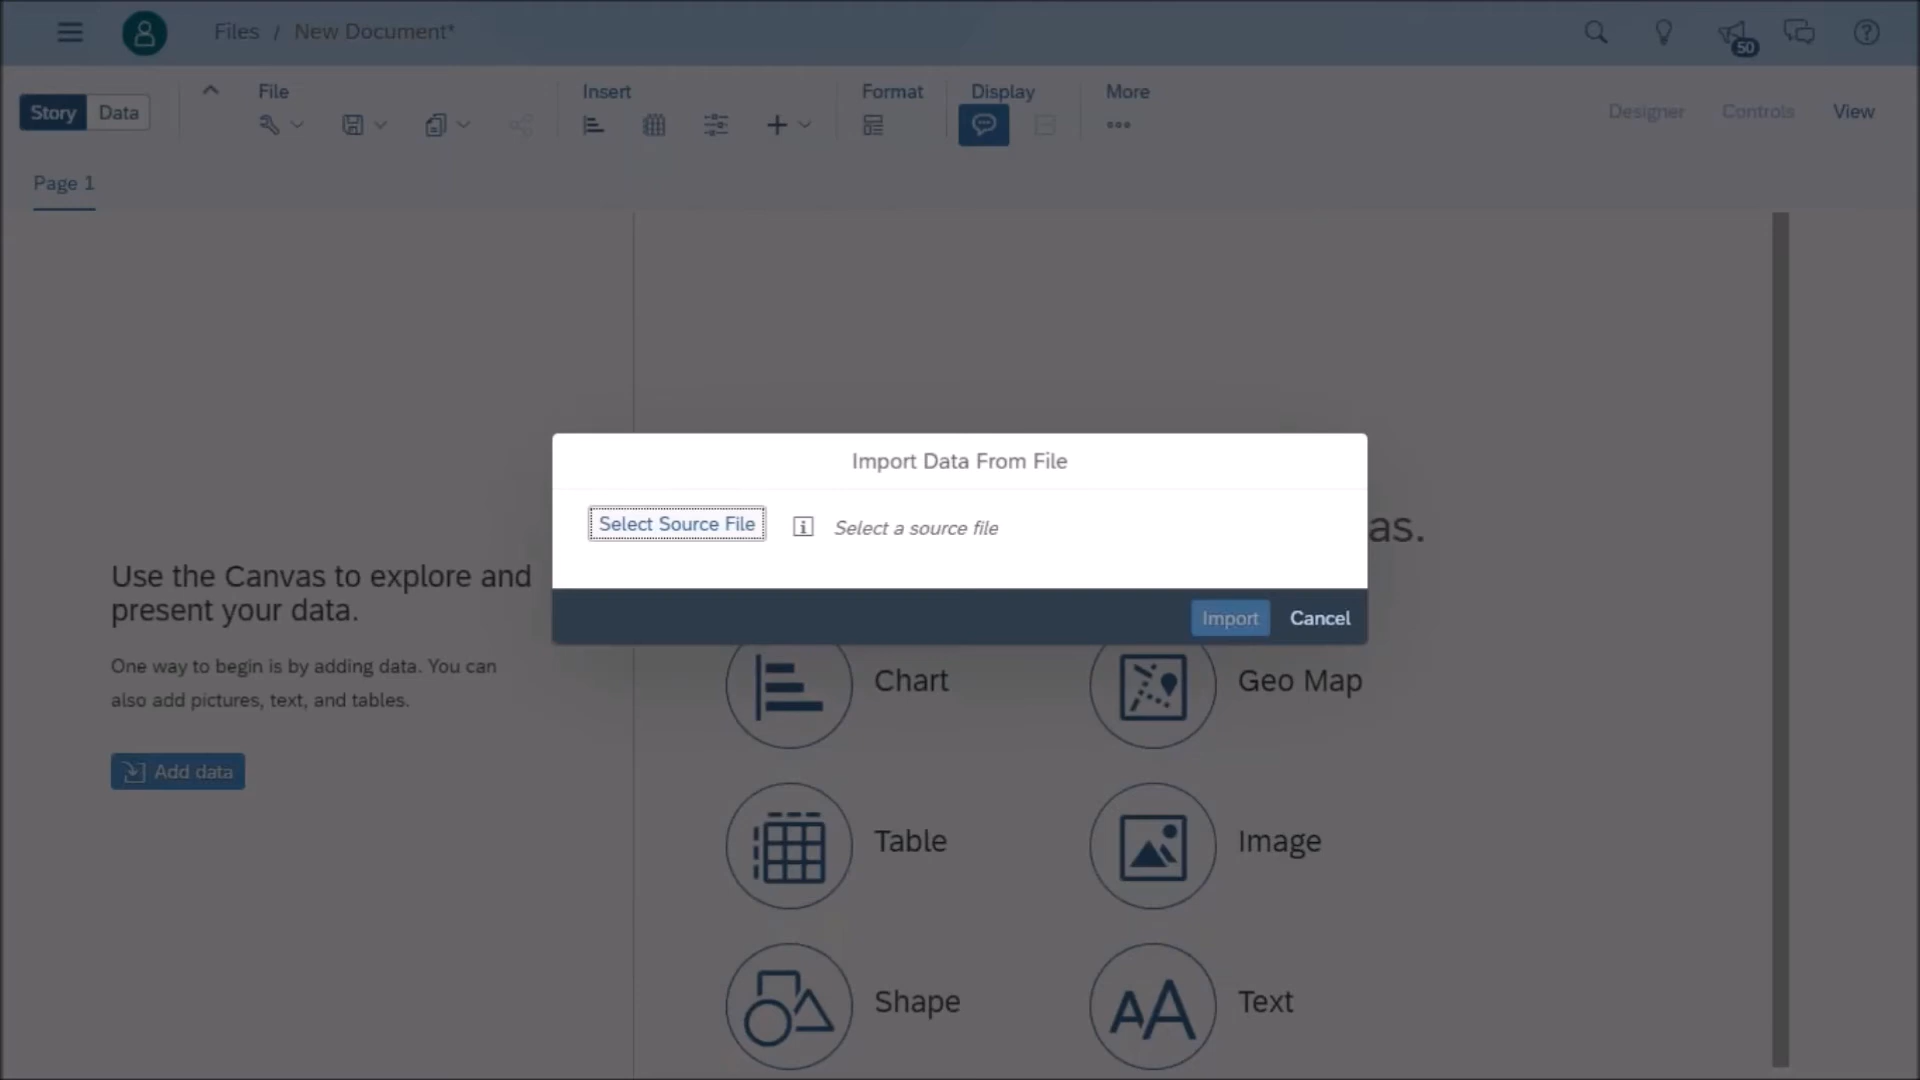 Files / New Document*
50
Story Data
File
Insert
Format
Display
More
Designer Controls View
Page 1
Import Data From File
Select Source File
Select a source file
Import Cancel
as.
Use the Canvas to explore and
present your data.
One way to begin is by adding data. You can
also add pictures, text, and tables.
Add data
Chart
Geo Map
Table
Image
Shape
Text